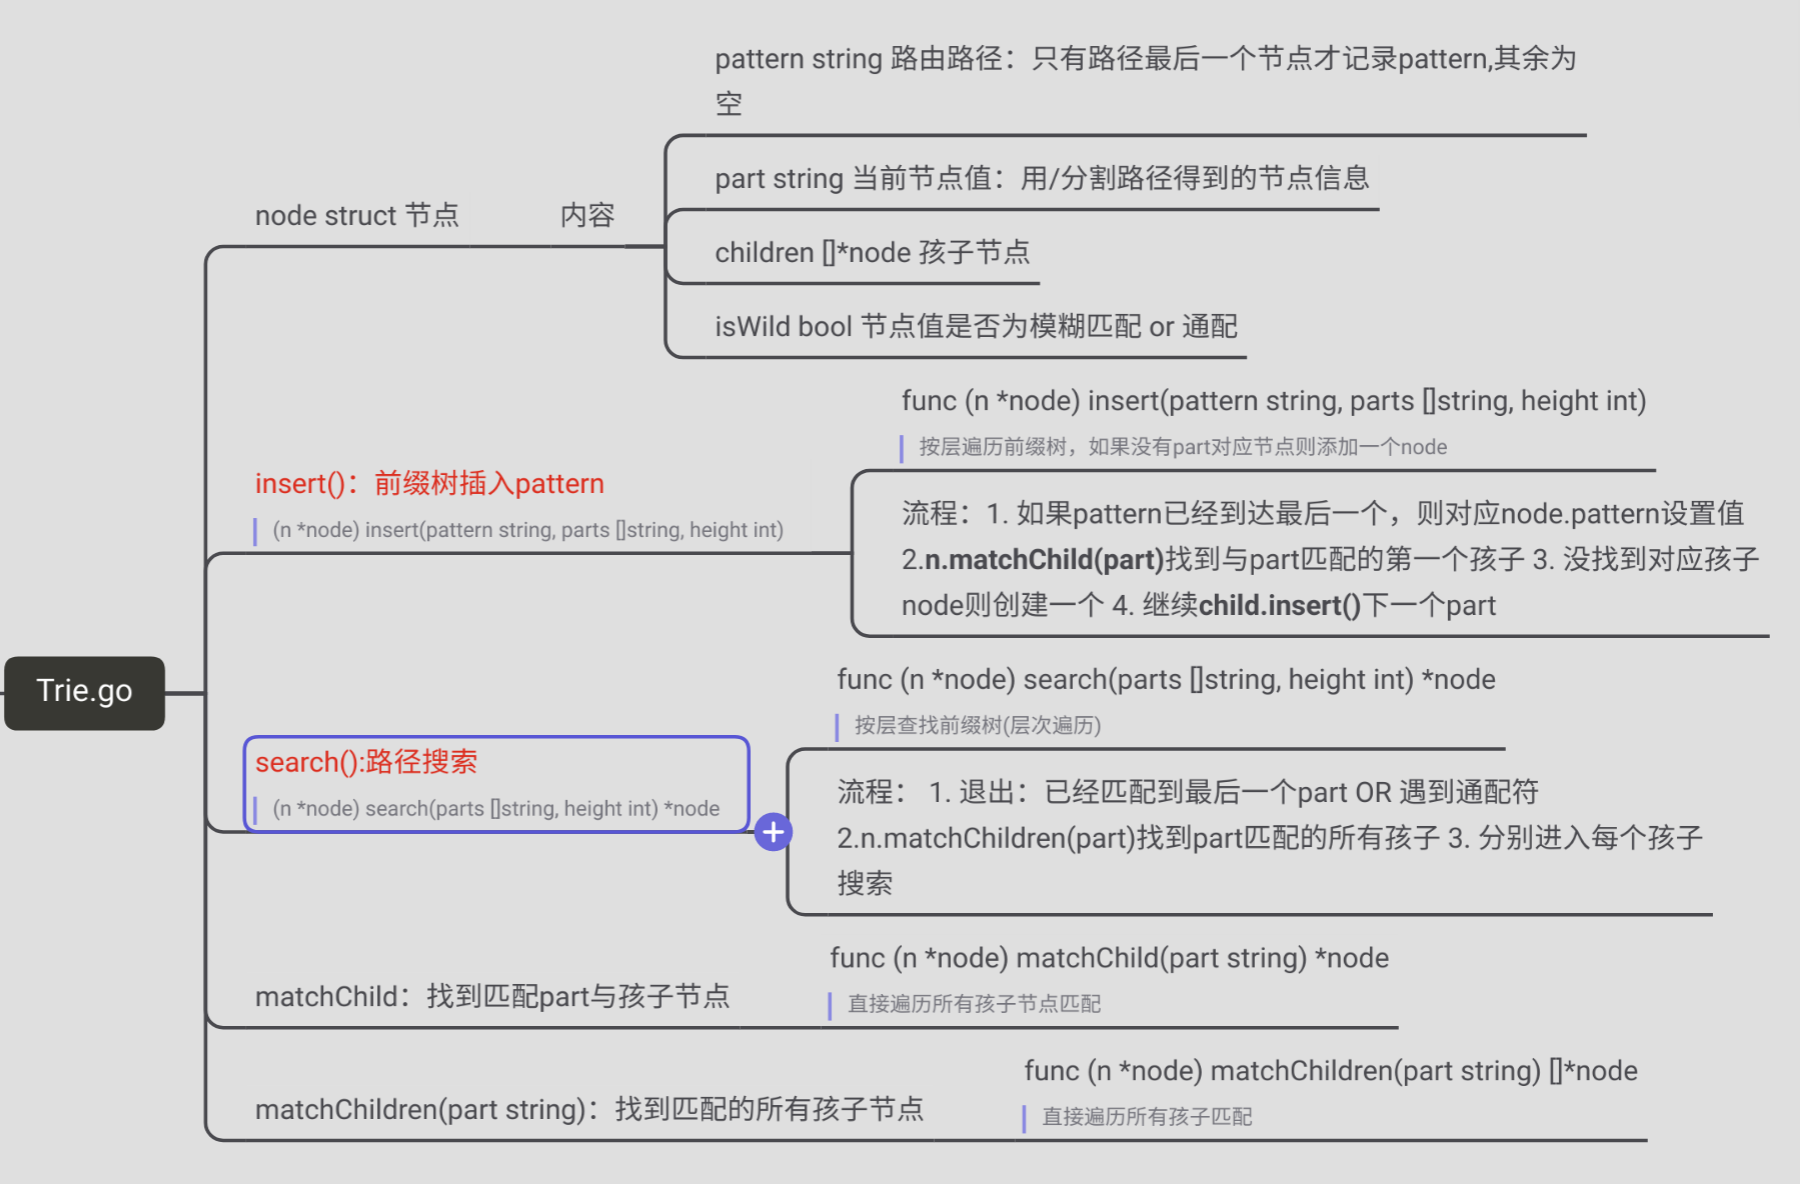 Trie.go
node struct 节点
内容
pattern string 路由路径：只有路径最后一个节点才记录pattern,其余为
空
part string 当前节点值：用/分割路径得到的节点信息
children []*node 孩子节点
isWild bool 节点值是否为模糊匹配 or 通配
insert()：前缀树插入pattern
(n *node) insert(pattern string, parts []string, height int)
func (n *node) insert(pattern string, parts []string, height int)
按层遍历前缀树，如果没有part对应节点则添加一个node
流程：1. 如果pattern已经到达最后一个，则对应node.pattern设置值
2.n.matchChild(part)找到与part匹配的第一个孩子 3. 没找到对应孩子
node则创建一个 4. 继续child.insert()下一个part
search():路径搜索
(n *node) search(parts []string, height int) *node
func (n *node) search(parts []string, height int) *node
按层查找前缀树(层次遍历)
流程： 1. 退出：已经匹配到最后一个part OR 遇到通配符
2.n.matchChildren(part)找到part匹配的所有孩子 3. 分别进入每个孩子
搜索
matchChild：找到匹配part与孩子节点
func (n *node) matchChild(part string) *node
直接遍历所有孩子节点匹配
matchChildren(part string)：找到匹配的所有孩子节点
func (n *node) matchChildren(part string) []*node
直接遍历所有孩子匹配